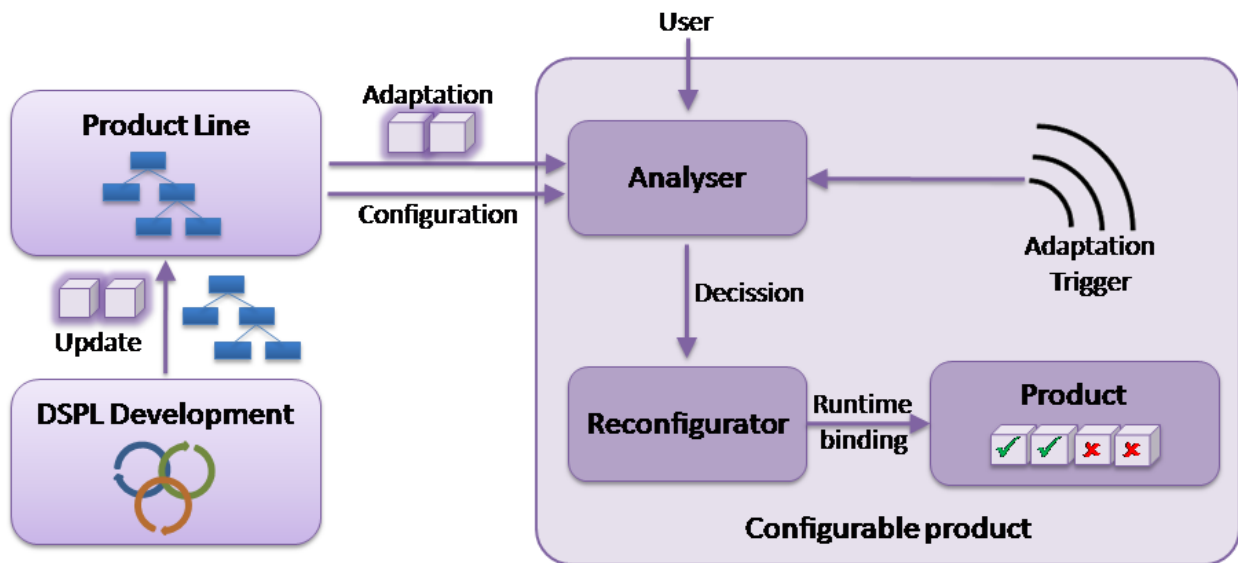 User
Adaptation
Product Line
Analyser
Configuration
Adaptation
Trigger
Decission
Update
DSPL Development
Reconfigurator
Runtime
binding
Product
Configurable product